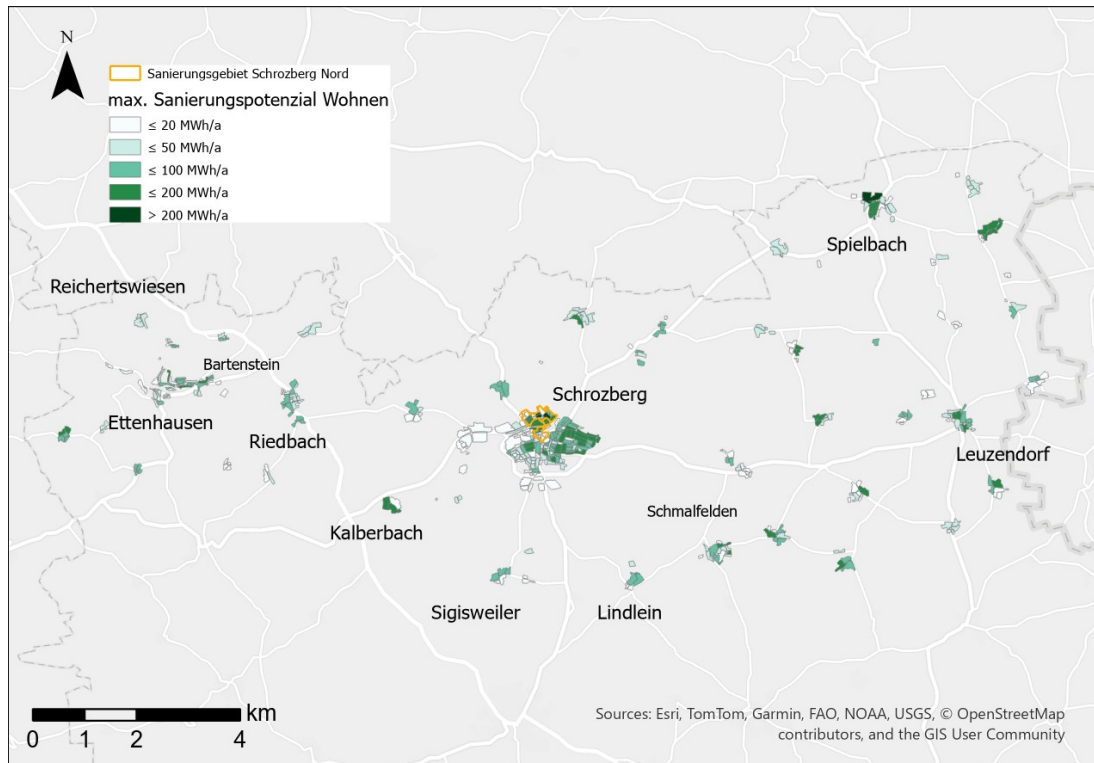 N
Sanierungsgebiet Schrozberg Nord
max. Sanierungspotenzial Wohnen
≤ 20 MWh/a
≤ 50 MWh/a
≤ 100 MWh/a
≤ 200 MWh/a
> 200 MWh/a
Spielbach
Reichertswiesen
Bartenstein
Schrozberg
Ettenhausen
Riedbach
Leuzendorf
Schmalfelden
Kalberbach
Sigisweiler
Lindlein
km
0 1 2 4
Sources: Esri, TomTom, Garmin, FAO, NOAA, USGS, © OpenStreetMap
contributors, and the GIS User Community